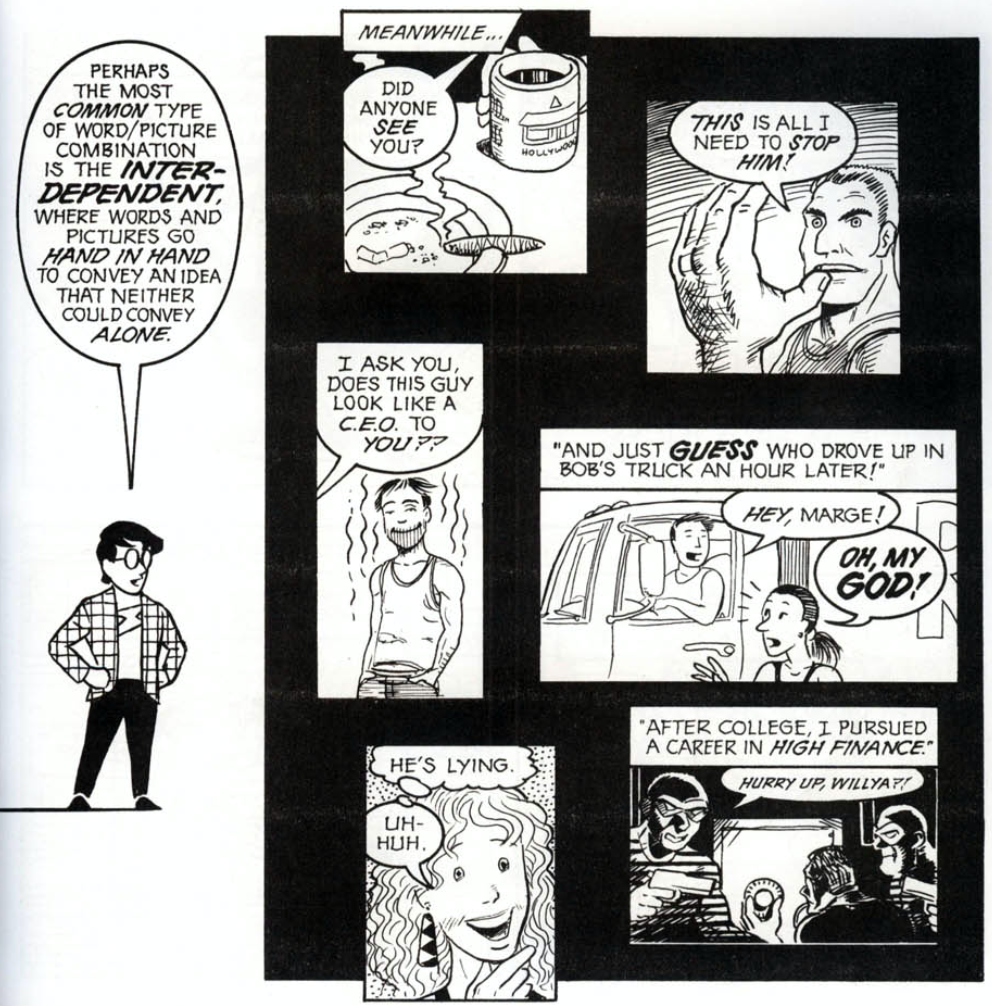 PERHAPS
THE MOST
COMMON TYPE
OF WORD/PICTURE
COMBINATION
IS THE INTER-
DEPENDENT,
WHERE WORDS AND
PICTURES GO
HAND IN HAND
TO CONVEY AN IDEA
THAT NEITHER
COULD CONVEY
ALONE.
MEANWHILE...
DID
ANYONE
SEE
YOU?
HOLLYWOOD
THIS IS ALL I
NEED TO STOP
HIM!
I ASK YOU,
DOES THIS GUY
LOOK LIKE A
C.E.O. TO
YOU??
"AND JUST GUESS WHO DROVE UP IN
BOB'S TRUCK AN HOUR LATER!"
HEY, MARGE!
OH, MY
GOD!
HE'S LYING.
UH-
HUH.
"AFTER COLLEGE, I PURSUED
A CAREER IN HIGH FINANCE."
HURRY UP, WILLYA?!